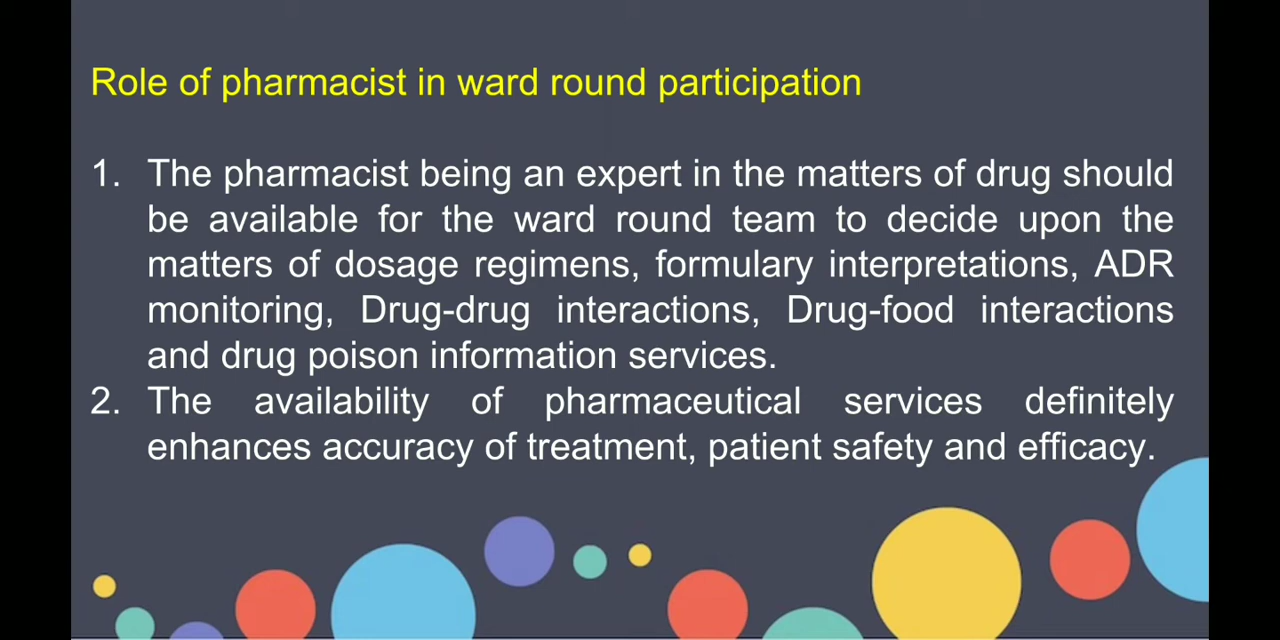 Role of pharmacist in ward round participation
1. The pharmacist being an expert in the matters of drug should
be available for the ward round team to decide upon the
matters of dosage regimens, formulary interpretations, ADR
monitoring, Drug-drug interactions, Drug-food interactions
and drug poison information services.
2. The availability of pharmaceutical services definitely
enhances accuracy of treatment, patient safety and efficacy.